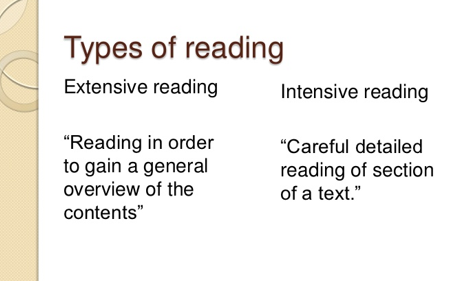 Types of reading
Extensive reading
“Reading in order
to gain a general
overview of the
contents”
Intensive reading
“Careful detailed
reading of section
of a text.”